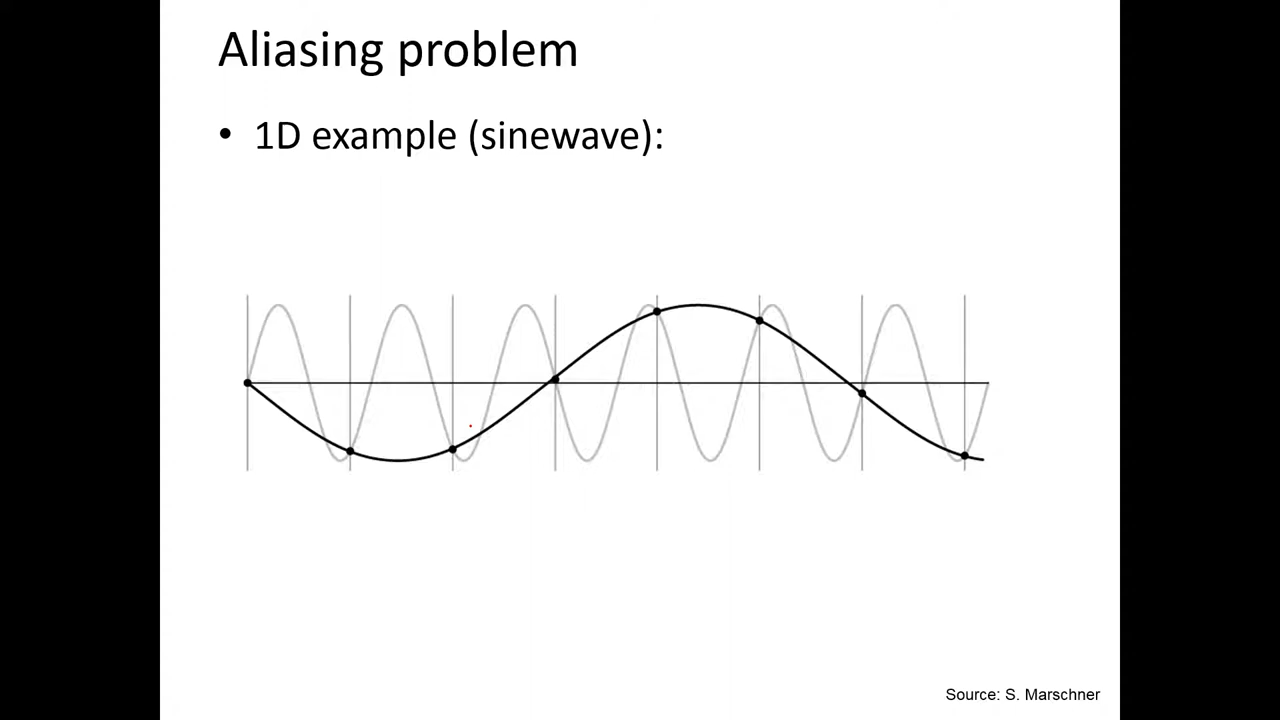 Aliasing problem
• 1D example (sinewave):
Source: S. Marschner